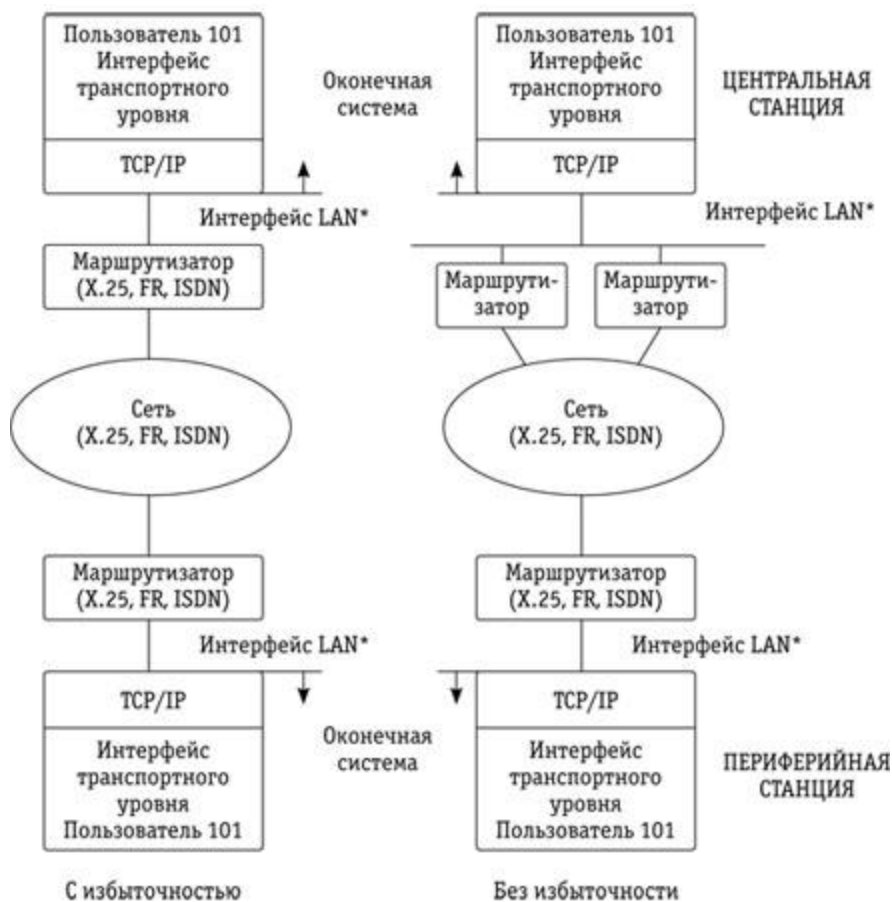 Пользователь 101
Интерфейс
транспортного
уровня
TCP/IP
Оконечная
система
Пользователь 101
Интерфейс
транспортного
уровня
TCP/IP
ЦЕНТРАЛЬНАЯ
СТАНЦИЯ
Интерфейс LAN*
Интерфейс LAN*
Маршрутизатор
(X.25, FR, ISDN)
Маршрути-
затор
Маршрути-
затор
Сеть
(X.25, FR, ISDN)
Сеть
(X.25, FR, ISDN)
Маршрутизатор
(X.25, FR, ISDN)
Маршрутизатор
(X.25, FR, ISDN)
Интерфейс LAN*
Интерфейс LAN*
TCP/IP
Интерфейс
транспортного
уровня
Пользователь 101
Оконечная
система
TCP/IP
Интерфейс
транспортного
уровня
Пользователь 101
ПЕРИФЕРИЙНАЯ
СТАНЦИЯ
С избыточностью
Без избыточности